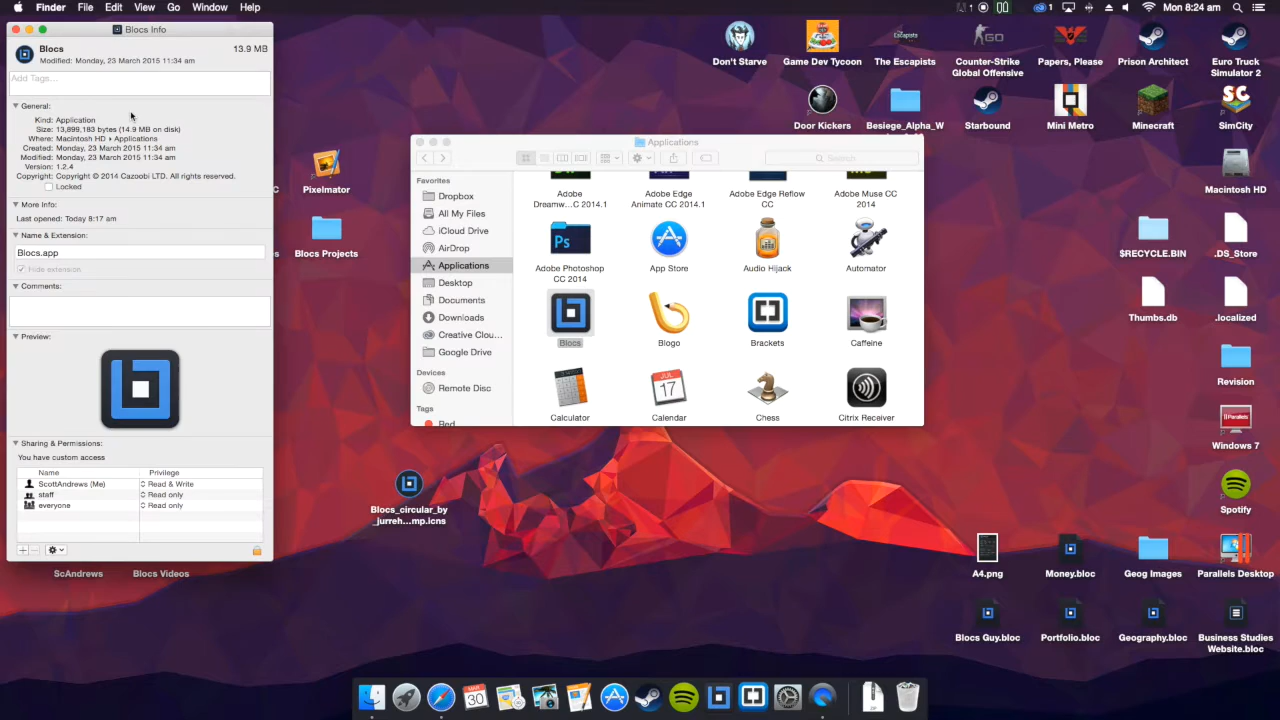 Finder File Edit View Go Window Help
Mon 8:24 am
Blocs Info
Blocs 13.9 MB
Modified: Monday, 23 March 2015 11:34 am
Add Tags…
General:
Kind: Application
Size: 13,899,183 bytes (14.9 MB on disk)
Where: Macintosh HD ▸ Applications
Created: Monday, 23 March 2015 11:34 am
Modified: Monday, 23 March 2015 11:34 am
Version: 1.2.4
Copyright: Copyright © 2014 Cazoobi LTD. All rights reserved.
Locked
More Info:
Last opened: Today 8:17 am
Name & Extension:
Blocs.app
Hide extension
Comments:
Preview:
Sharing & Permissions:
You have custom access
Name Privilege
ScottAndrews (Me) Read & Write
staff Read only
everyone Read only
ScAndrews
Blocs Videos
Pixelmator
Blocs Projects
Applications
Search
Favorites
Dropbox
All My Files
iCloud Drive
AirDrop
Applications
Desktop
Documents
Downloads
Creative Clou...
Google Drive
Devices
Remote Disc
Tags
Red
Adobe
Dreamw...C 2014.1
Adobe Edge
Animate CC 2014.1
Adobe Edge Reflow
CC
Adobe Muse CC
2014
Ps
Adobe Photoshop
CC 2014
App Store
Audio Hijack
Automator
Blocs
Blogo
Brackets
Caffeine
JUL
17
Calculator
Calendar
Chess
Citrix Receiver
Blocs_circular_by
_jurreh...mp.icns
Don't Starve
Game Dev Tycoon
The Escapists
Counter-Strike
Global Offensive
Papers, Please
Prison Architect
Euro Truck
Simulator 2
Door Kickers
Besiege_Alpha_W
Starbound
Mini Metro
Minecraft
SimCity
Macintosh HD
$RECYCLE.BIN
.DS_Store
Thumbs.db
.localized
Revision
Windows 7
Spotify
A4.png
Money.bloc
Geog Images
Parallels Desktop
Blocs Guy.bloc
Portfolio.bloc
Geography.bloc
Business Studies
Website.bloc
MAR
30